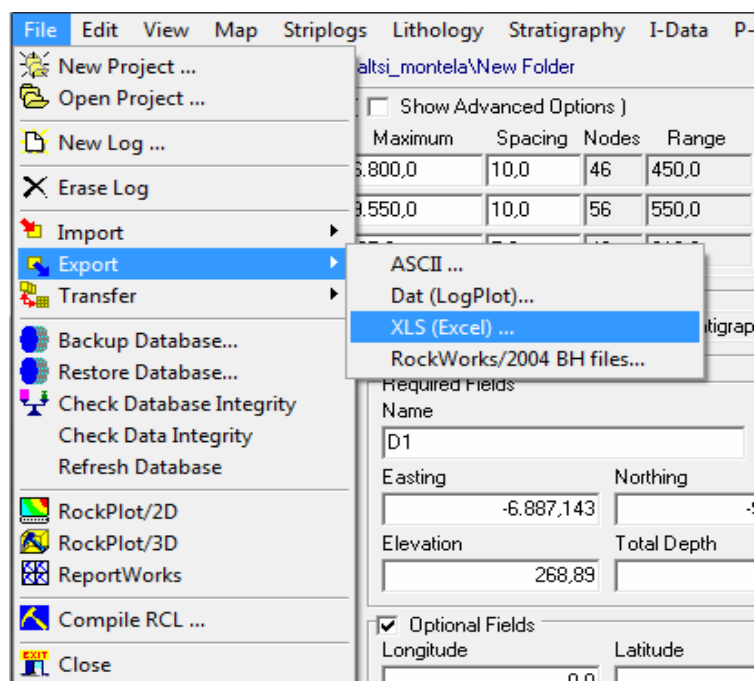 File Edit View Map Striplogs Lithology Stratigraphy I-Data P-
New Project ...
altsi_montela\New Folder
Open Project ...
Show Advanced Options )
New Log ...
Maximum Spacing Nodes Range
.800,0 10,0 46 450,0
Erase Log
.550,0 10,0 56 550,0
Import
Export
ASCII ...
Transfer
Dat (LogPlot)...
XLS (Excel) ...
Backup Database...
RockWorks/2004 BH files...
Restore Database...
Required Fields
Check Database Integrity
Name
Check Data Integrity
D1
Refresh Database
Easting Northing
RockPlot/2D
-6.887,143
RockPlot/3D
Elevation Total Depth
ReportWorks
268,89
Compile RCL ...
Optional Fields
Longitude Latitude
EXIT
Close